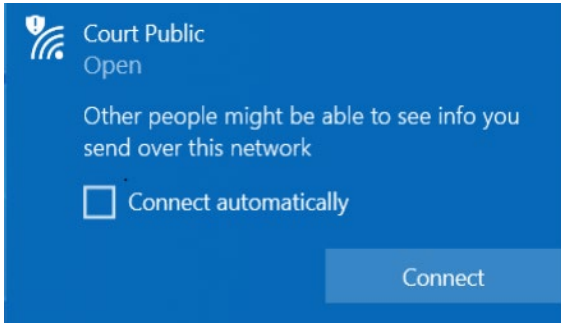 Court Public
Open
Other people might be able to see info you
send over this network
Connect automatically
Connect